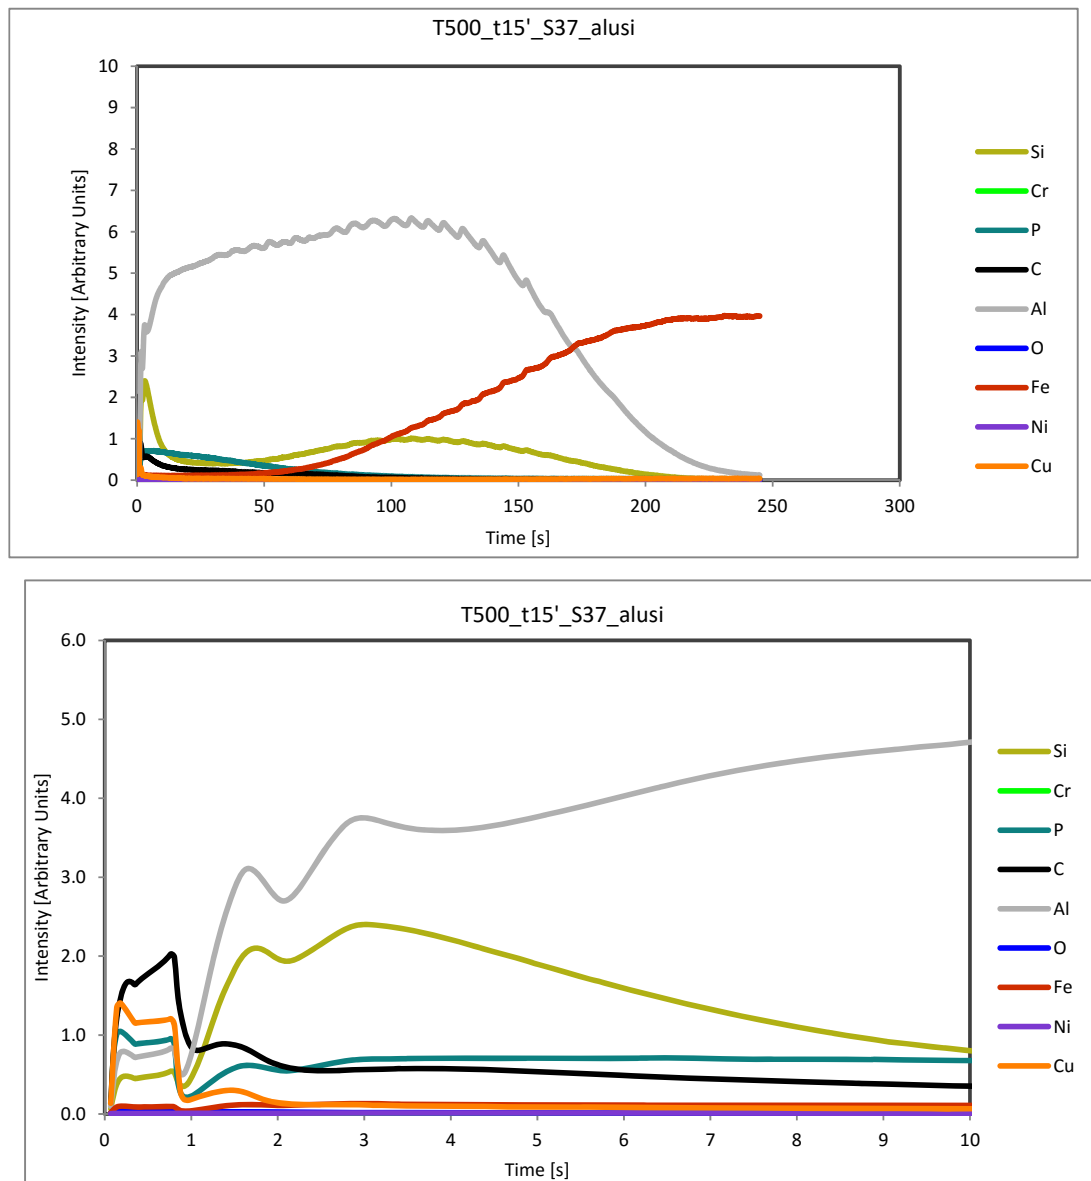 T500_t15'_S37_alusi
10
9
8
7
6
5
4
3
2
1
0
Intensity [Arbitrary Units]
0 50 100 150 200 250 300
Time [s]
Si
Cr
P
C
Al
O
Fe
Ni
Cu
T500_t15'_S37_alusi
6.0
5.0
4.0
3.0
2.0
1.0
0.0
Intensity [Arbitrary Units]
0 1 2 3 4 5 6 7 8 9 10
Time [s]
Si
Cr
P
C
Al
O
Fe
Ni
Cu